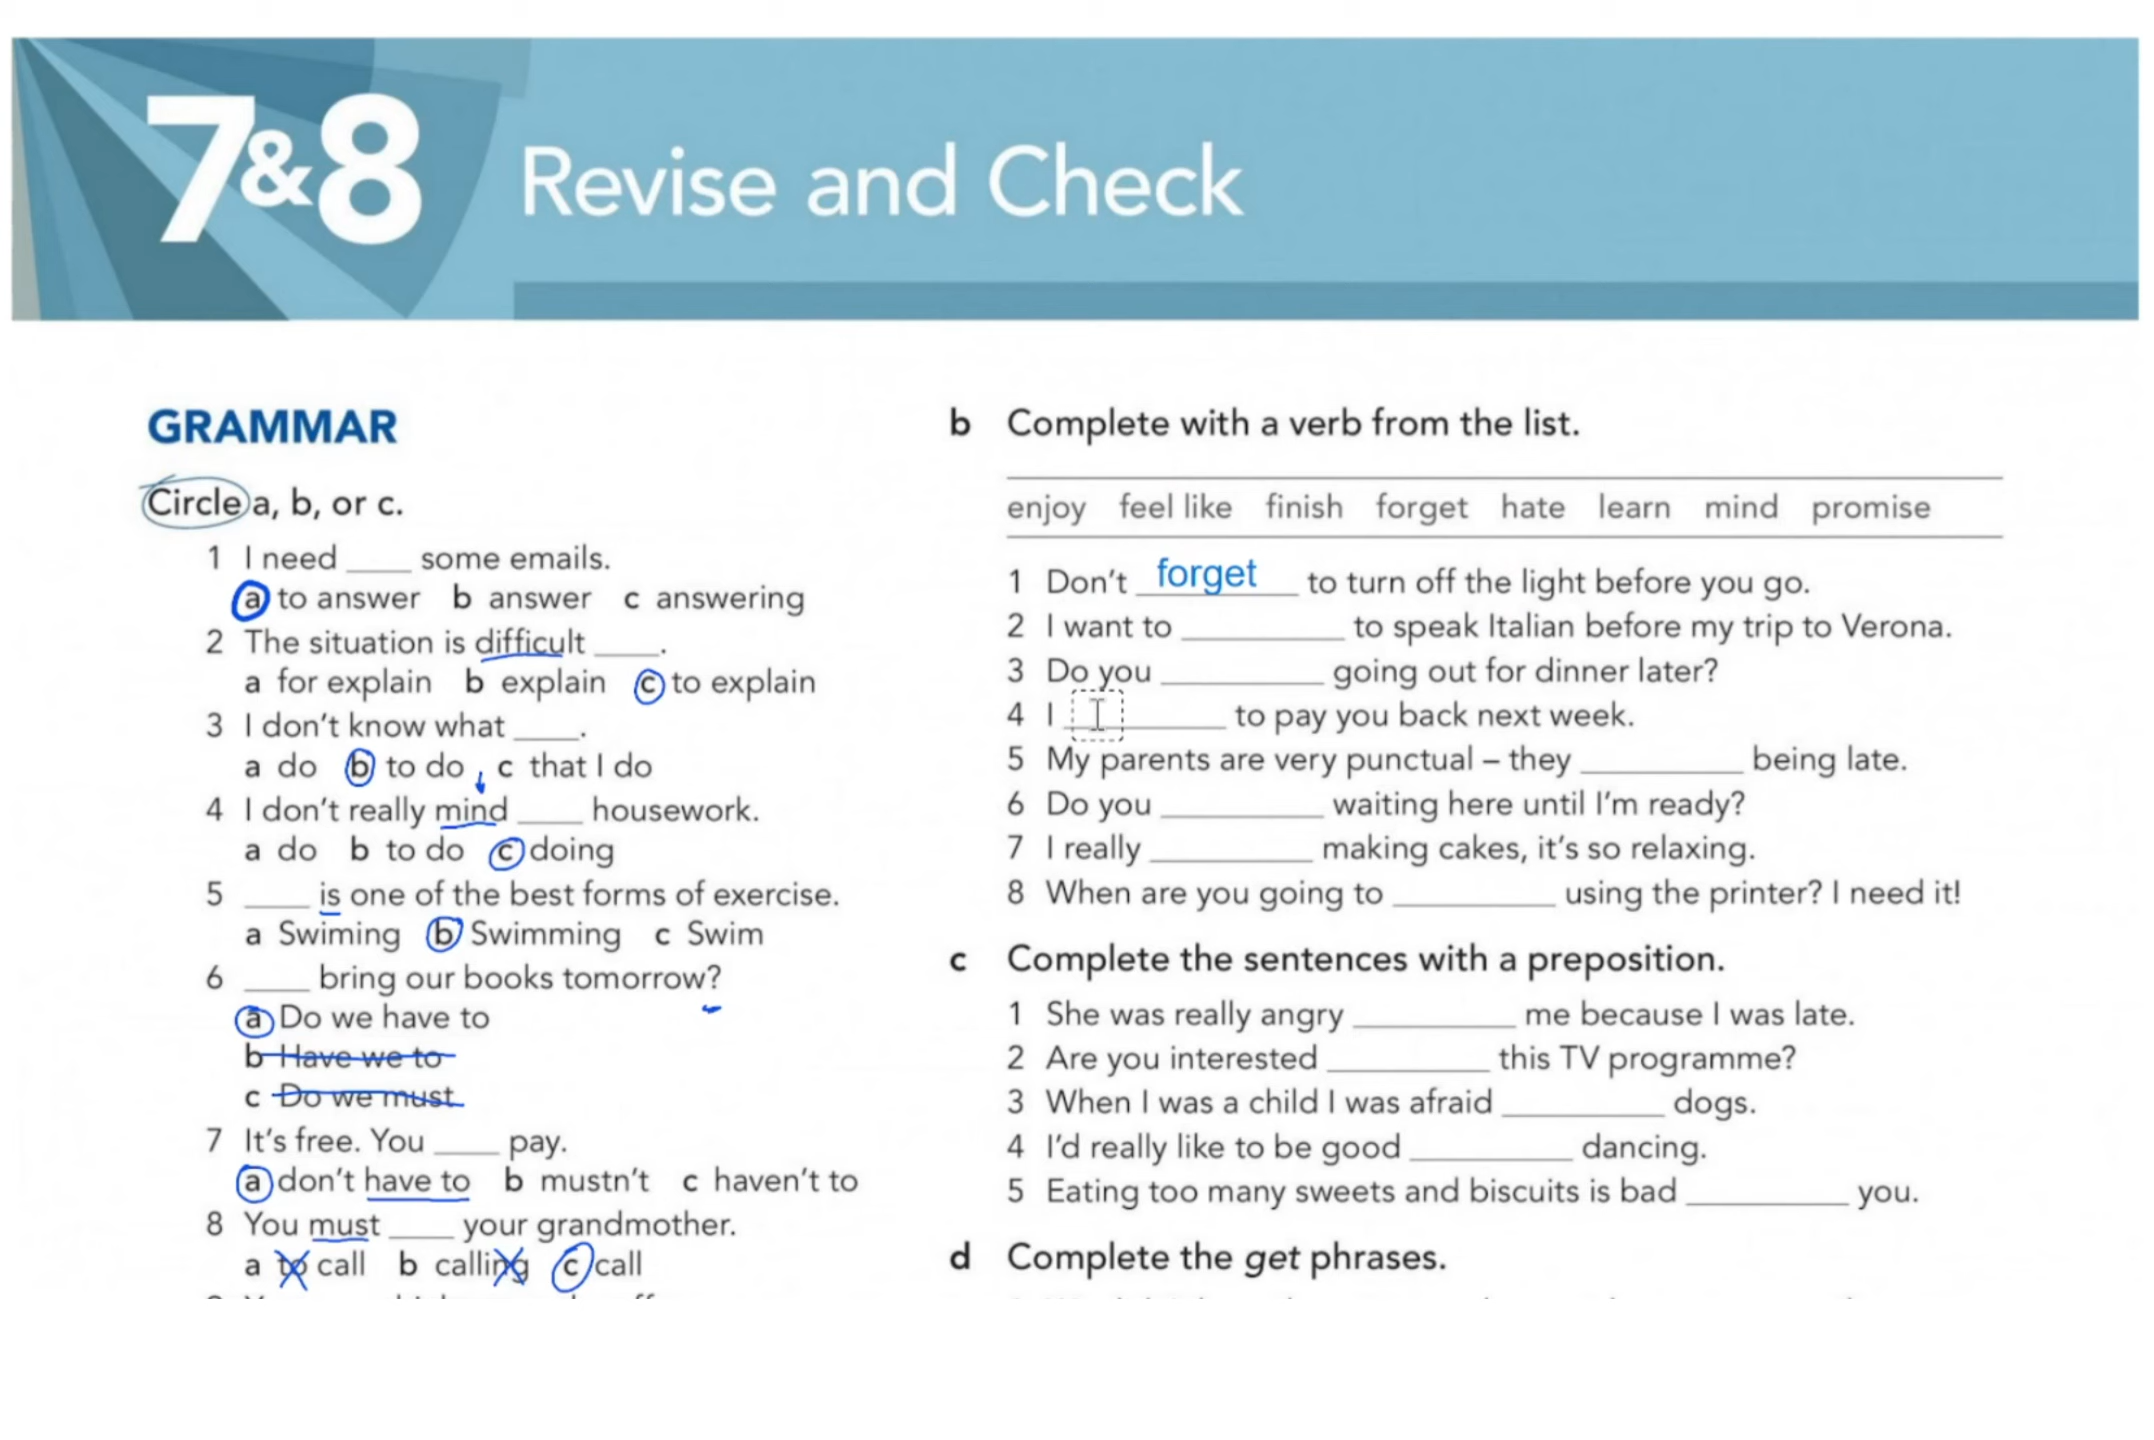 7&8 Revise and Check
GRAMMAR
Circle a, b, or c.
1 I need ____ some emails.
a to answer b answer c answering
2 The situation is difficult ____.
a for explain b explain c to explain
3 I don't know what ____.
a do b to do c that I do
4 I don't really mind ____ housework.
a do b to do c doing
5 ____ is one of the best forms of exercise.
a Swiming b Swimming c Swim
6 ____ bring our books tomorrow?
a Do we have to
b Have we to
c Do we must
7 It's free. You ____ pay.
a don't have to b mustn't c haven't to
8 You must ____ your grandmother.
a to call b calling c call
b Complete with a verb from the list.
enjoy feel like finish forget hate learn mind promise
1 Don't forget to turn off the light before you go.
2 I want to __________ to speak Italian before my trip to Verona.
3 Do you __________ going out for dinner later?
4 I __________ to pay you back next week.
5 My parents are very punctual – they __________ being late.
6 Do you __________ waiting here until I'm ready?
7 I really __________ making cakes, it's so relaxing.
8 When are you going to __________ using the printer? I need it!
c Complete the sentences with a preposition.
1 She was really angry __________ me because I was late.
2 Are you interested __________ this TV programme?
3 When I was a child I was afraid __________ dogs.
4 I'd really like to be good __________ dancing.
5 Eating too many sweets and biscuits is bad __________ you.
d Complete the get phrases.